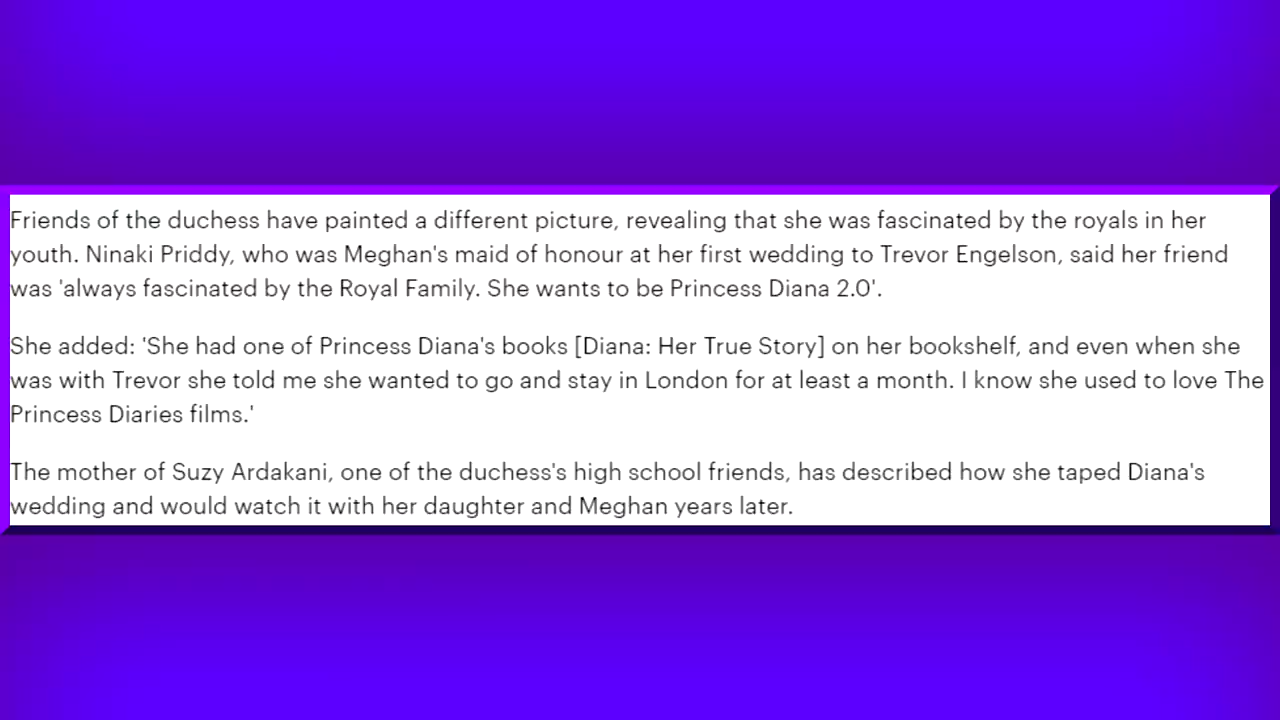 Friends of the duchess have painted a different picture, revealing that she was fascinated by the royals in her
youth. Ninaki Priddy, who was Meghan's maid of honour at her first wedding to Trevor Engelson, said her friend
was 'always fascinated by the Royal Family. She wants to be Princess Diana 2.0'.
She added: 'She had one of Princess Diana's books [Diana: Her True Story] on her bookshelf, and even when she
was with Trevor she told me she wanted to go and stay in London for at least a month. I know she used to love The
Princess Diaries films.'
The mother of Suzy Ardakani, one of the duchess's high school friends, has described how she taped Diana's
wedding and would watch it with her daughter and Meghan years later.